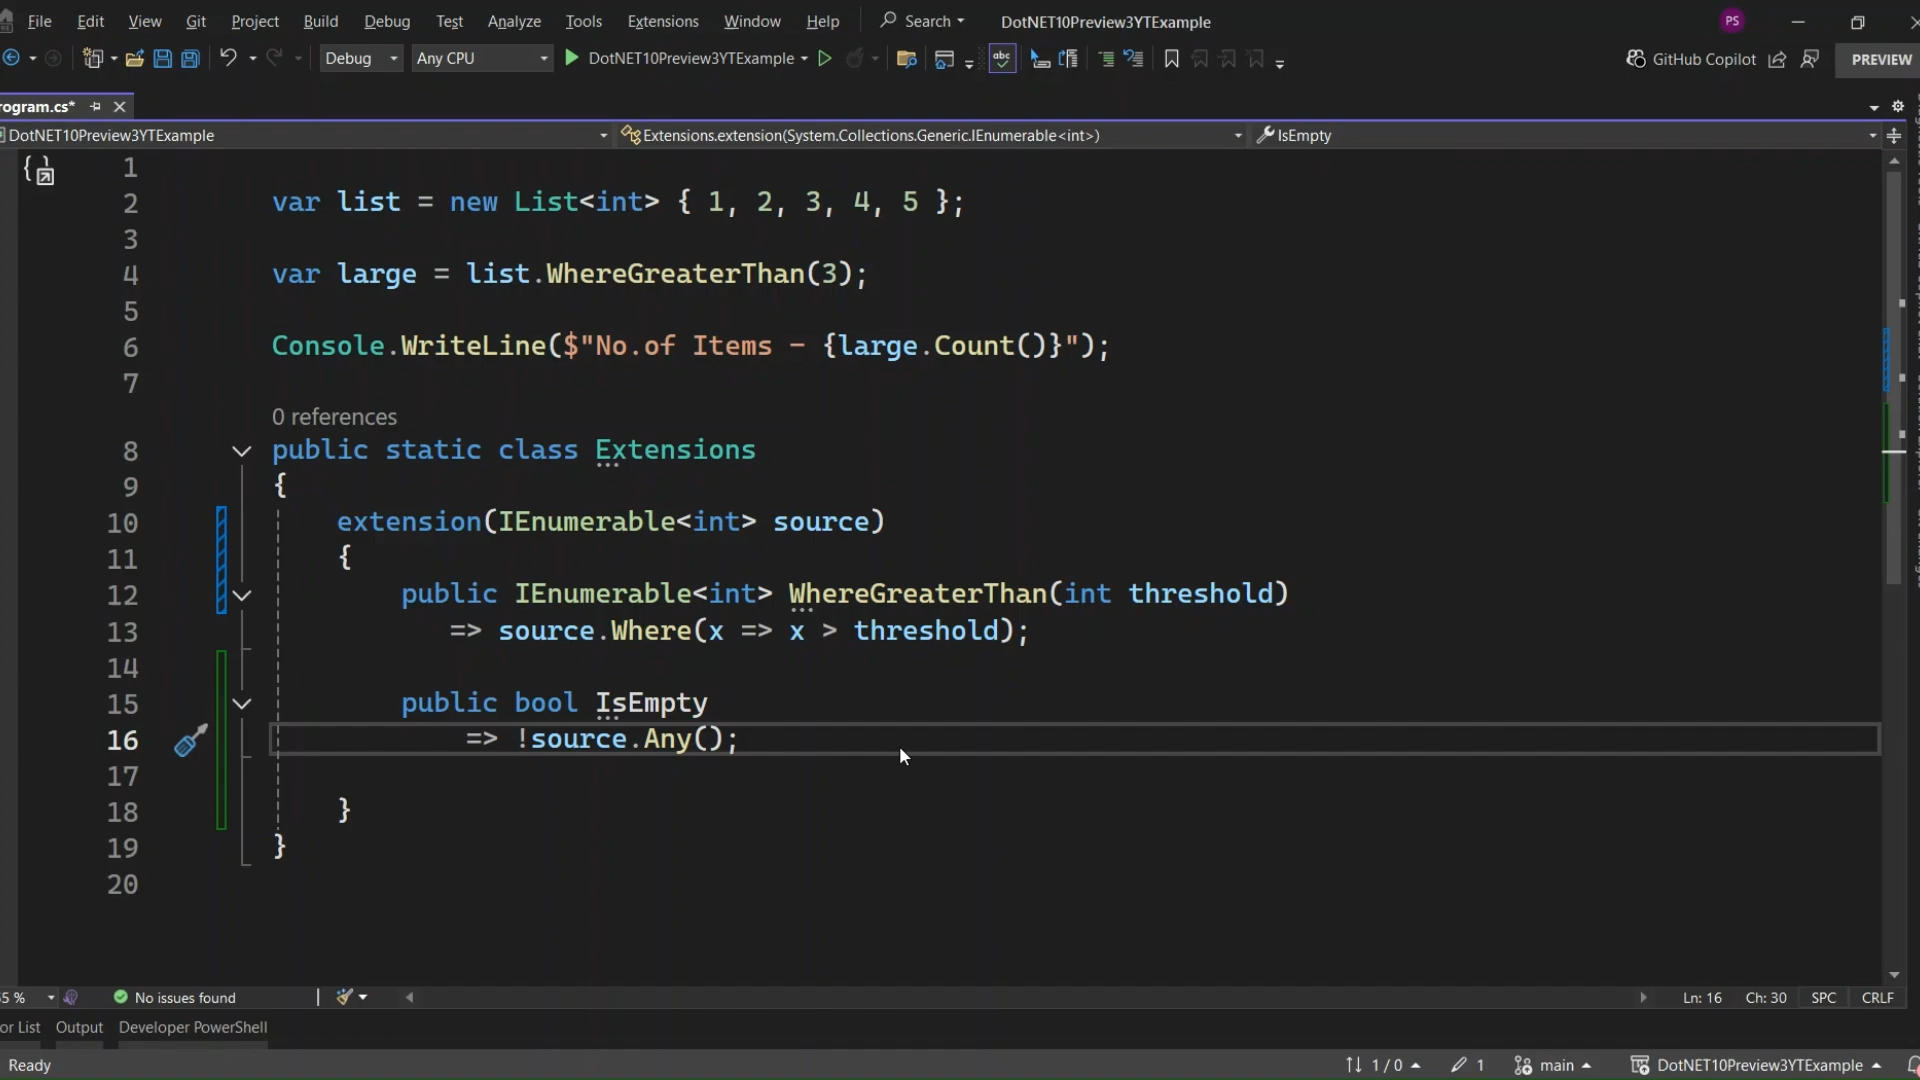 File Edit View Git Project Build Debug Test Analyze Tools Extensions Window Help Search DotNET10Preview3YTExample PS
Debug Any CPU DotNET10Preview3YTExample abc GitHub Copilot PREVIEW
rogram.cs*
DotNET10Preview3YTExample Extensions.extension(System.Collections.Generic.IEnumerable<int>) IsEmpty
1
2 var list = new List<int> { 1, 2, 3, 4, 5 };
3
4 var large = list.WhereGreaterThan(3);
5
6 Console.WriteLine($"No.of Items - {large.Count()}");
7
0 references
8 public static class Extensions
9 {
10 extension(IEnumerable<int> source)
11 {
12 public IEnumerable<int> WhereGreaterThan(int threshold)
13 => source.Where(x => x > threshold);
14
15 public bool IsEmpty
16 => !source.Any();
17
18 }
19 }
20
5 % No issues found Ln: 16 Ch: 30 SPC CRLF
or List Output Developer PowerShell
Ready 1 / 0 1 main DotNET10Preview3YTExample